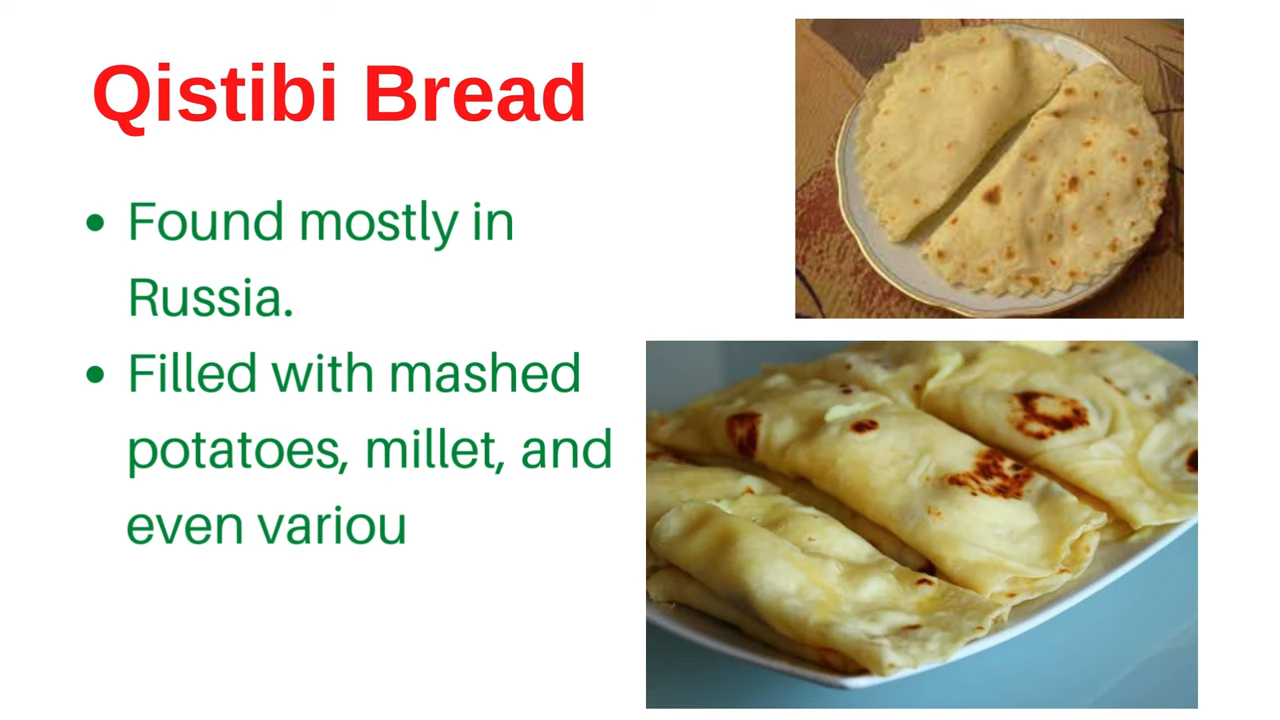 Qistibi Bread
• Found mostly in
Russia.
• Filled with mashed
potatoes, millet, and
even variou